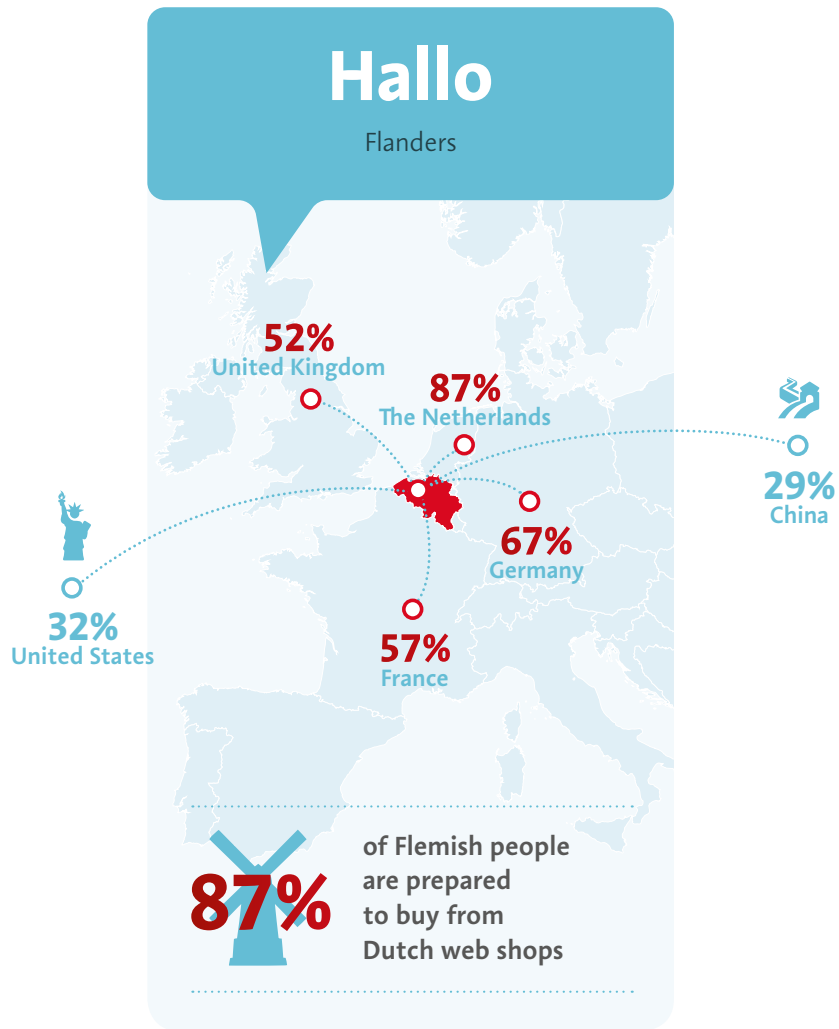 Hallo
Flanders
52%
United Kingdom
87%
The Netherlands
29%
China
67%
Germany
32%
United States
57%
France
87%
of Flemish people
are prepared
to buy from
Dutch web shops